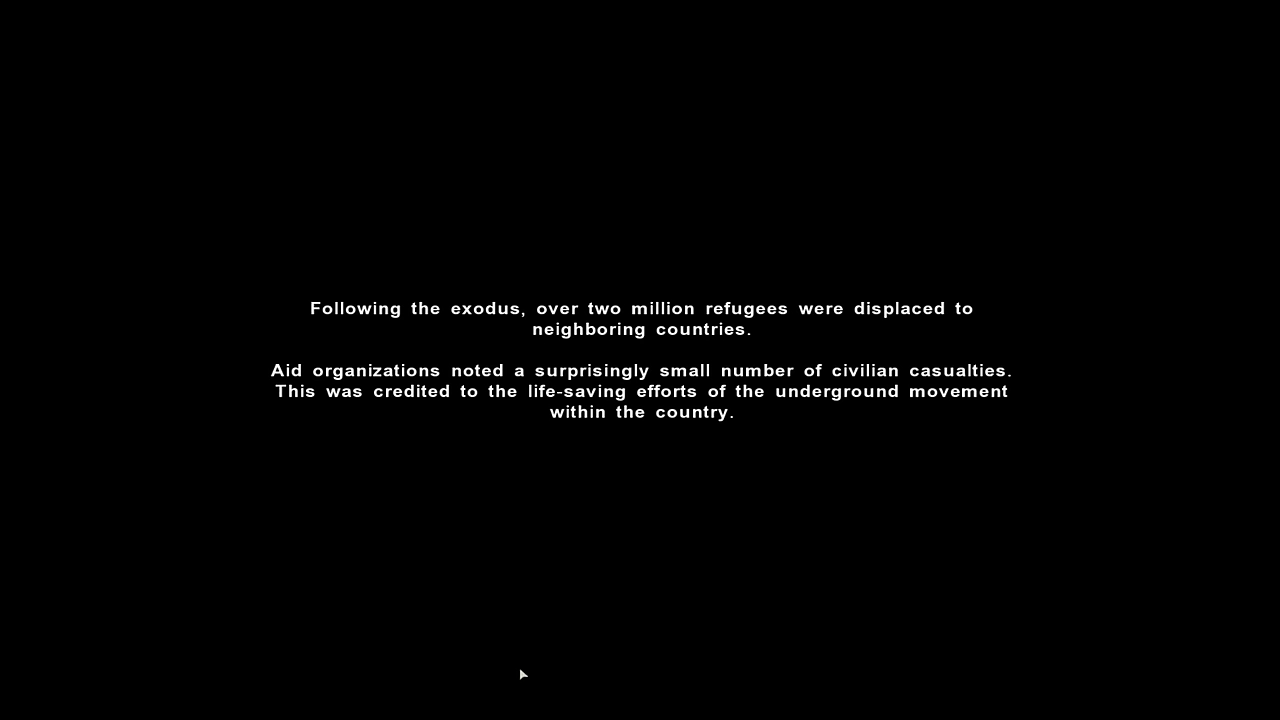 Following the exodus, over two million refugees were displaced to
neighboring countries.
Aid organizations noted a surprisingly small number of civilian casualties.
This was credited to the life-saving efforts of the underground movement
within the country.